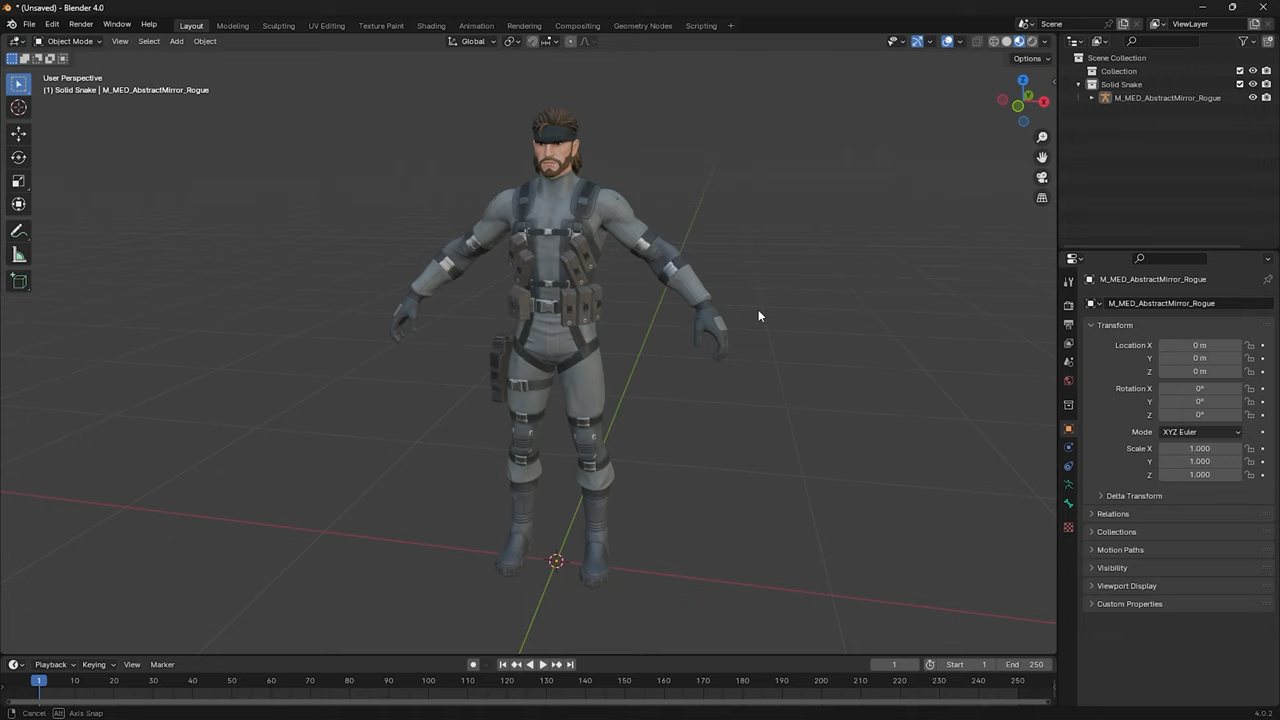 * (Unsaved) - Blender 4.0
File Edit Render Window Help Layout Modeling Sculpting UV Editing Texture Paint Shading Animation Rendering Compositing Geometry Nodes Scripting + Scene ViewLayer
Object Mode View Select Add Object Global
Options
User Perspective
(1) Solid Snake | M_MED_AbstractMirror_Rogue
Z
Y
X
Scene Collection
Collection
Solid Snake
M_MED_AbstractMirror_Rogue
M_MED_AbstractMirror_Rogue
M_MED_AbstractMirror_Rogue
Transform
Location X 0 m
Y 0 m
Z 0 m
Rotation X 0°
Y 0°
Z 0°
Mode XYZ Euler
Scale X 1.000
Y 1.000
Z 1.000
Delta Transform
Relations
Collections
Motion Paths
Visibility
Viewport Display
Custom Properties
Playback Keying View Marker 1 Start 1 End 250
1 10 20 30 40 50 60 70 80 90 100 110 120 130 140 150 160 170 180 190 200 210 220 230 240 250
Cancel Alt Axis Snap 4.0.2